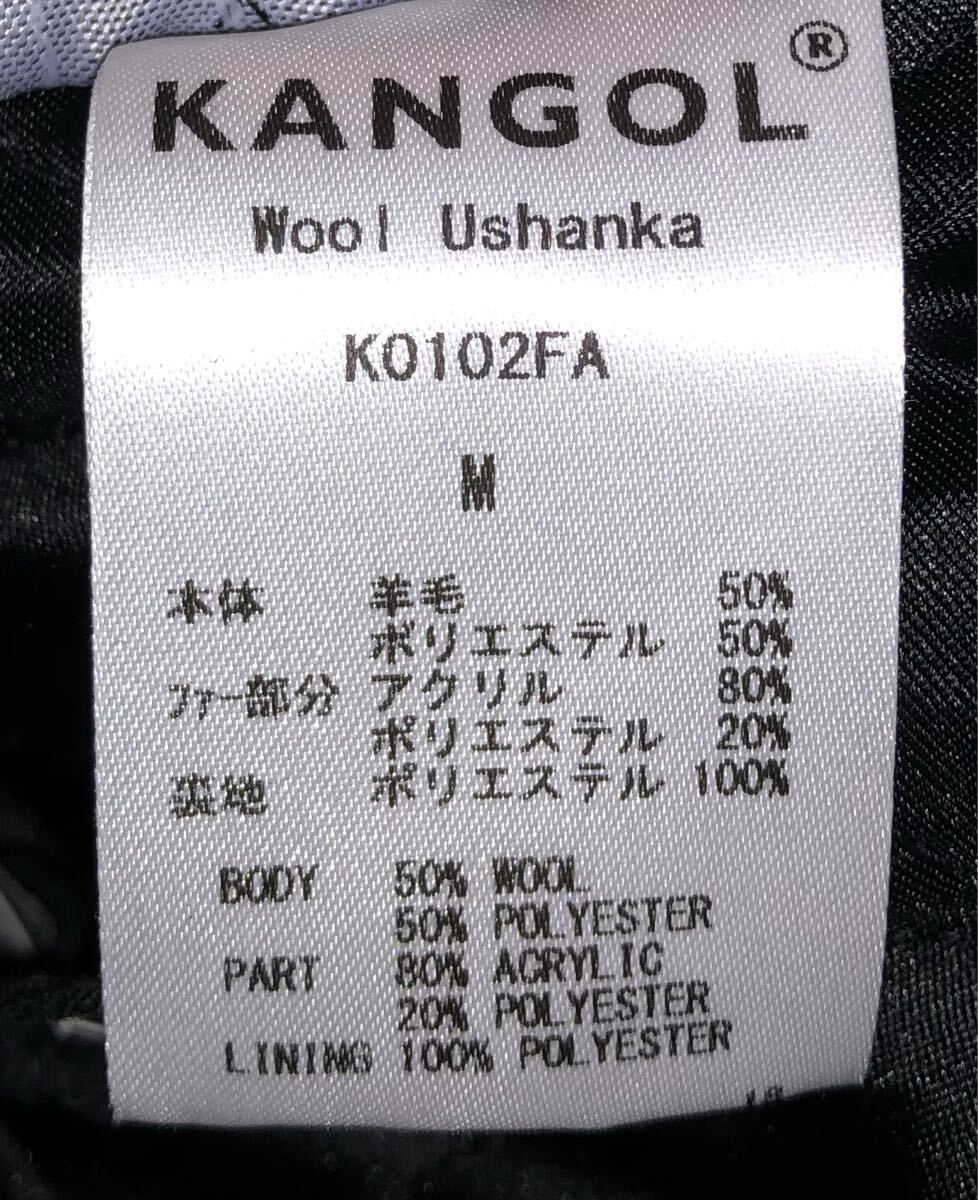 KANGOL®
Wool Ushanka
K0102FA
M
本体 羊毛 50%
ポリエステル 50%
ファー部分 アクリル 80%
ポリエステル 20%
裏地 ポリエステル 100%
BODY 50% WOOL
50% POLYESTER
PART 80% ACRYLIC
20% POLYESTER
LINING 100% POLYESTER